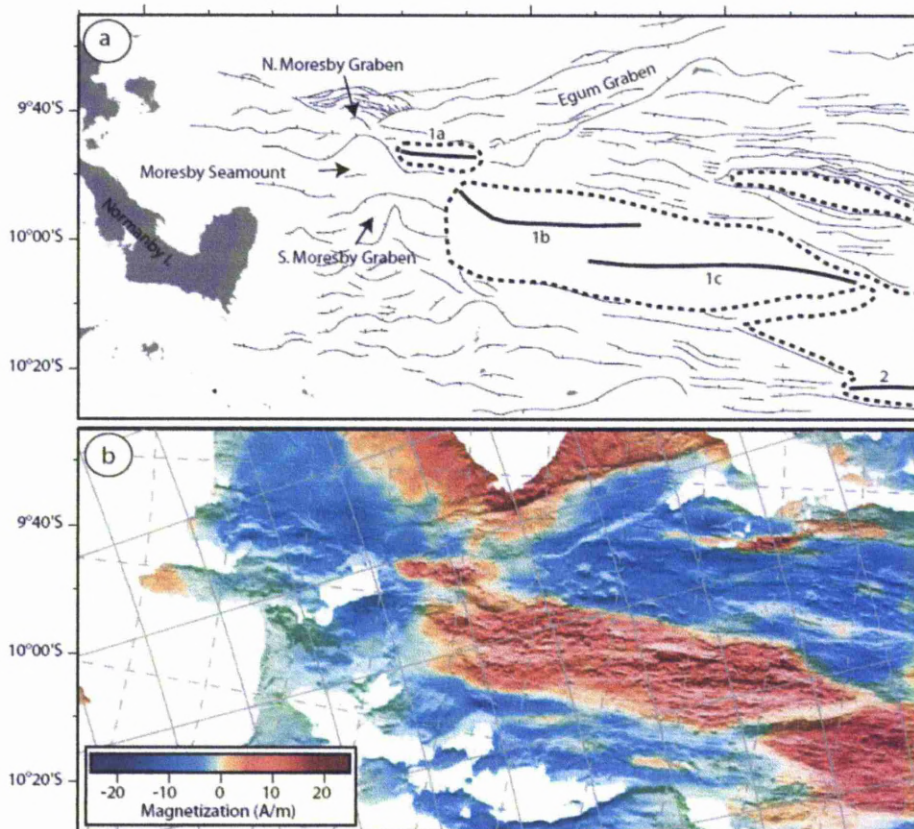 a
N. Moresby Graben
Egum Graben
9°40'S
1a
Moresby Seamount
Normanby I.
10°00'S
1b
S. Moresby Graben
1c
10°20'S
2
b
9°40'S
10°00'S
10°20'S
-20 -10 0 10 20
Magnetization (A/m)